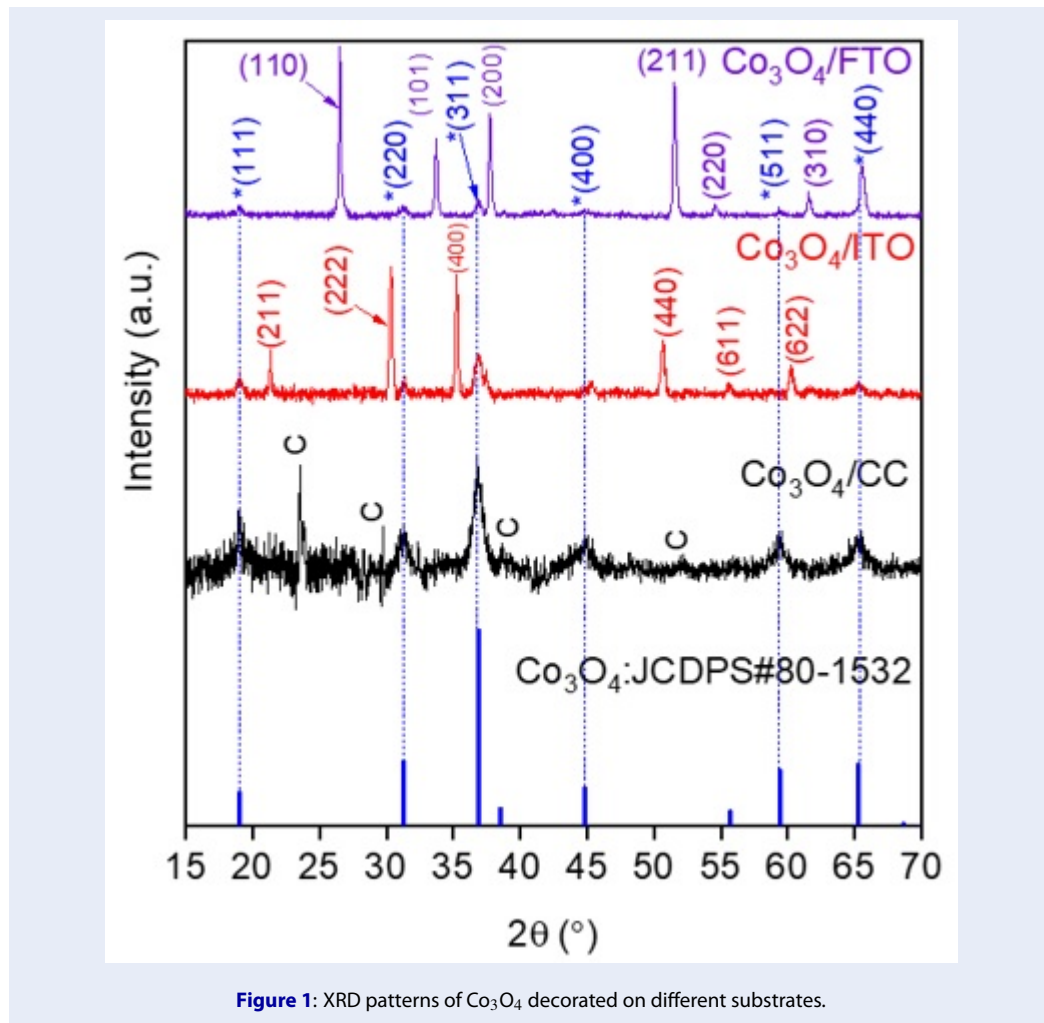 Co₃O₄/FTO
(110)
(101)
*(311)
(200)
(211)
*(111)
*(220)
*(400)
(220)
*(511)
(310)
*(440)
Co₃O₄/ITO
(211)
(222)
(400)
(440)
(611)
(622)
Co₃O₄/CC
C
C
C
C
Co₃O₄:JCDPS#80-1532
Intensity (a.u.)
15 20 25 30 35 40 45 50 55 60 65 70
2θ (°)
Figure 1: XRD patterns of Co₃O₄ decorated on different substrates.